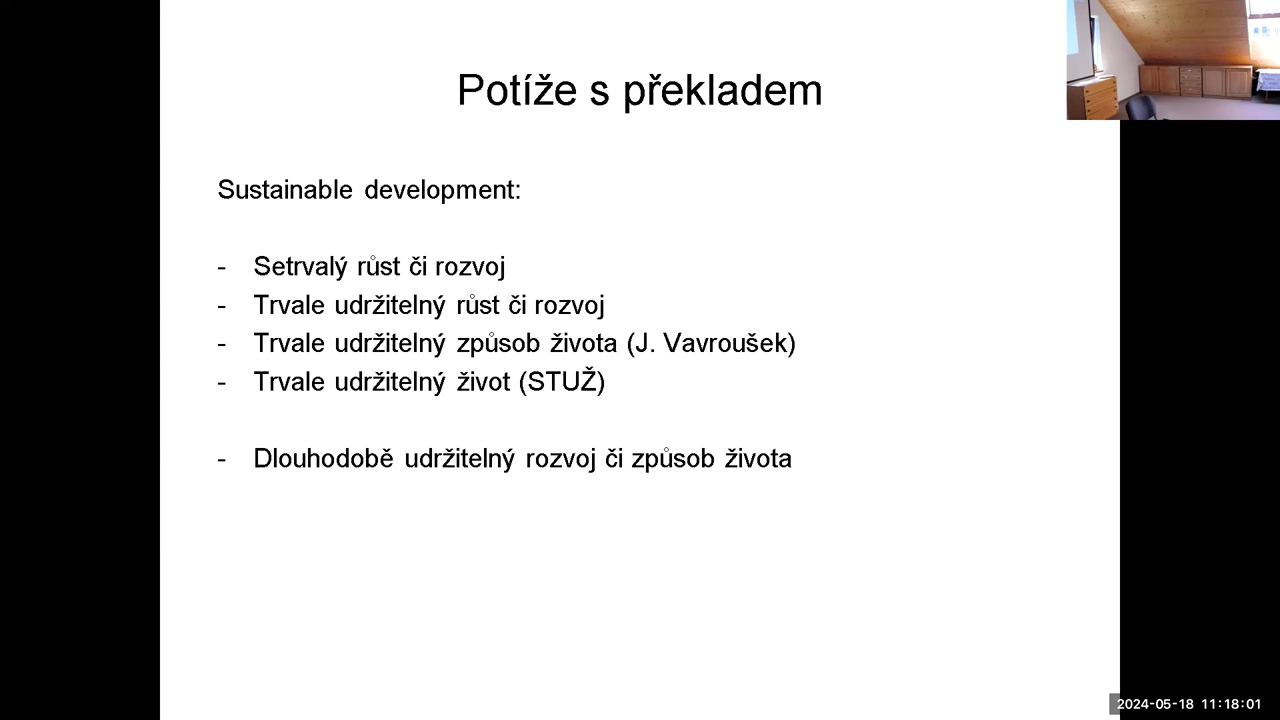 Potíže s překladem
Sustainable development:
- Setrvalý růst či rozvoj
- Trvale udržitelný růst či rozvoj
- Trvale udržitelný způsob života (J. Vavroušek)
- Trvale udržitelný život (STUŽ)
- Dlouhodobě udržitelný rozvoj či způsob života
2024-05-18 11:18:01